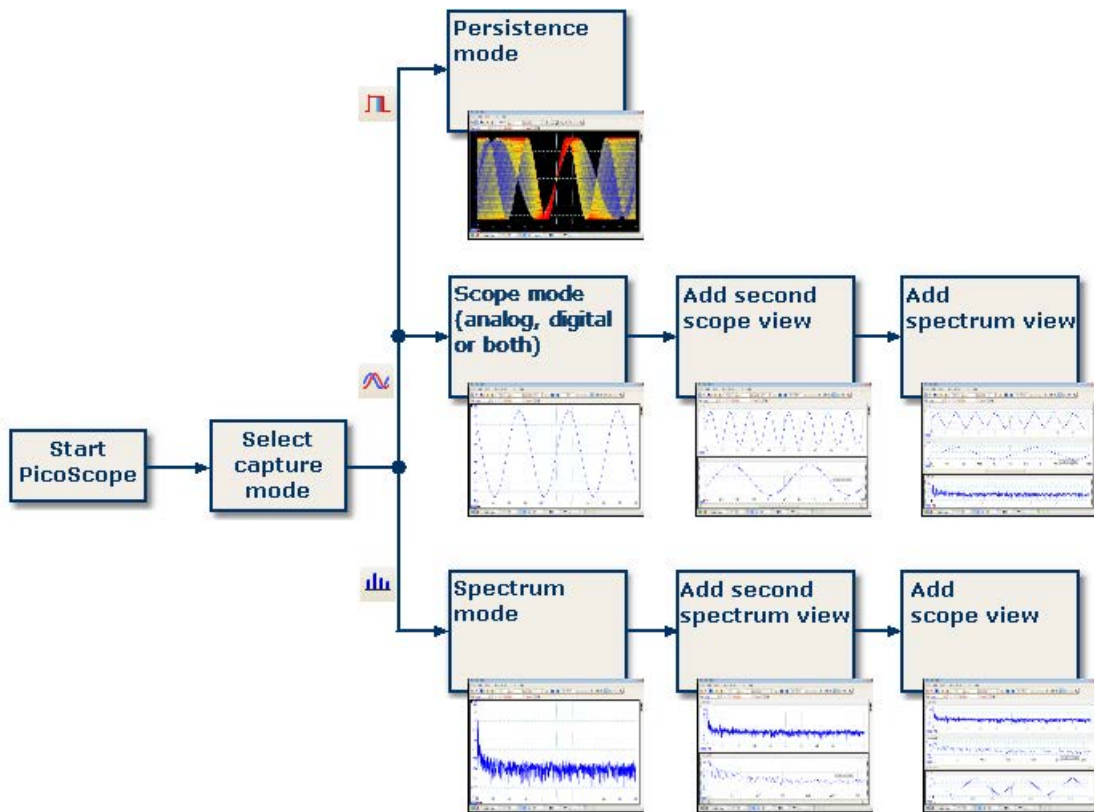 Persistence
mode
Scope mode
(analog, digital
or both)
Add second
scope view
Add
spectrum view
Start
PicoScope
Select
capture
mode
Spectrum
mode
Add second
spectrum view
Add
scope view